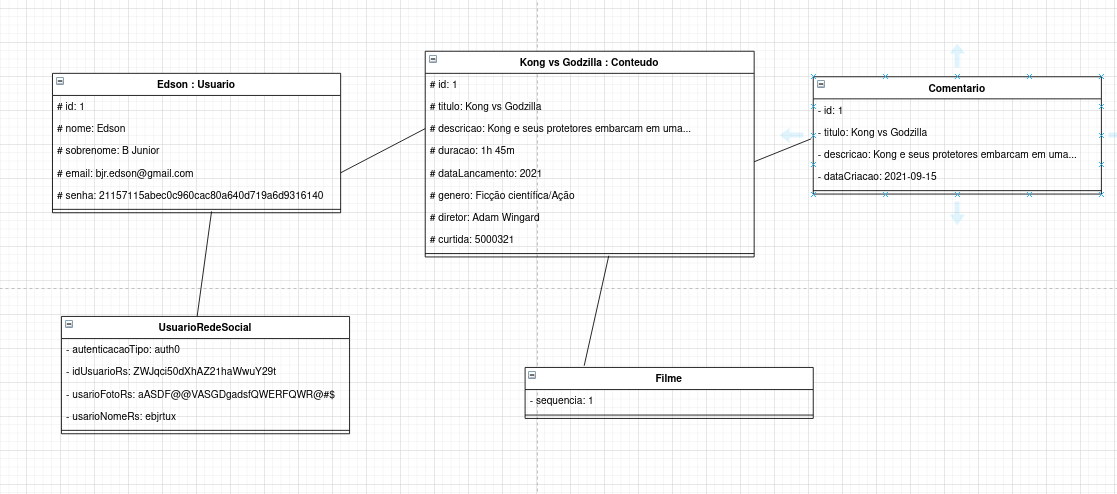 Edson : Usuario
# id: 1
# nome: Edson
# sobrenome: B Junior
# email: bjr.edson@gmail.com
# senha: 21157115abec0c960cac80a640d719a6d9316140
Kong vs Godzilla : Conteudo
# id: 1
# titulo: Kong vs Godzilla
# descricao: Kong e seus protetores embarcam em uma...
# duracao: 1h 45m
# dataLancamento: 2021
# genero: Ficção científica/Ação
# diretor: Adam Wingard
# curtida: 5000321
Comentario
- id: 1
- titulo: Kong vs Godzilla
- descricao: Kong e seus protetores embarcam em uma...
- dataCriacao: 2021-09-15
UsuarioRedeSocial
- autenticacaoTipo: auth0
- idUsuarioRs: ZWJqci50dXhAZ21haWwuY29t
- usarioFotoRs: aASDF@@VASGDgadsfQWERFQWR@#$
- usarioNomeRs: ebjrtux
Filme
- sequencia: 1